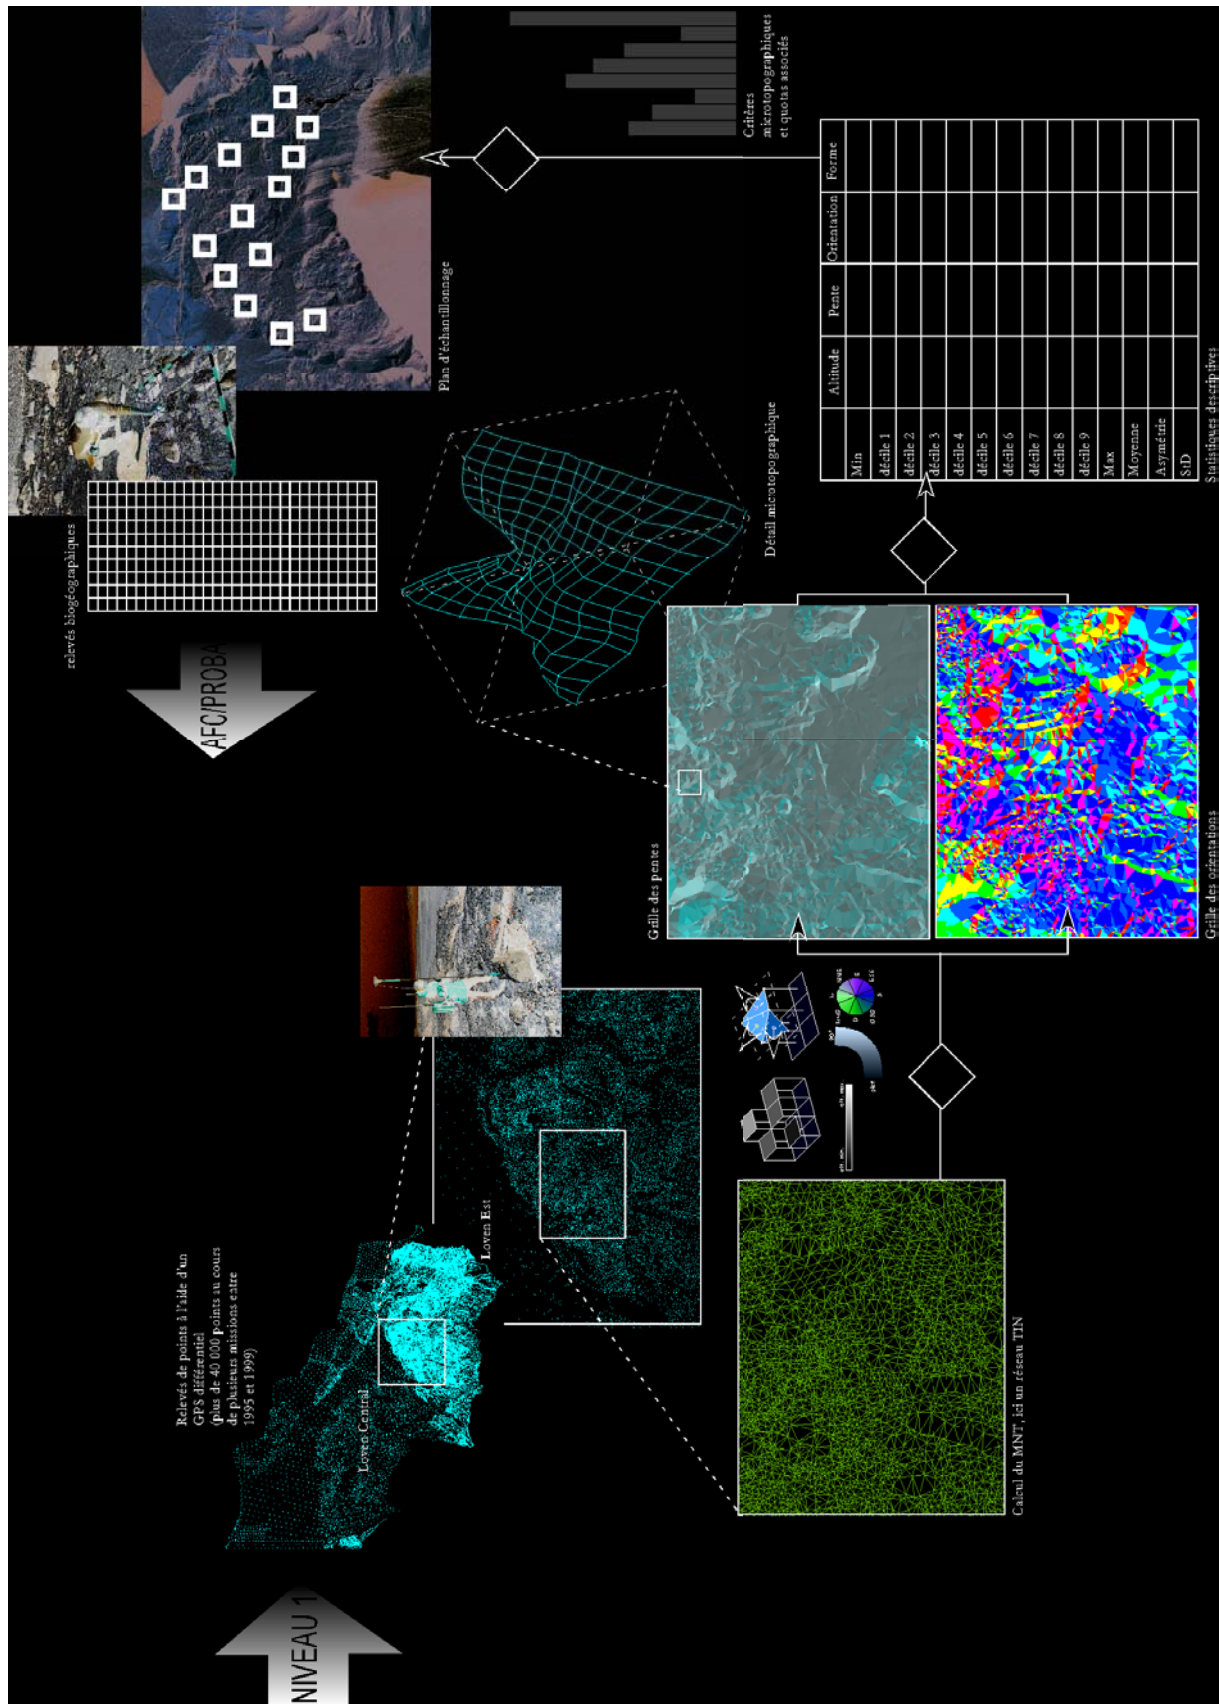 NIVEAU 1
Relevés de points à l'aide d'un
GPS différentiel
(plus de 40 000 points au cours
de plusieurs missions entre
1995 et 1999)
Loven Central
Loven Est
Calcul du MNT, ici un réseau TIN
Grille des pentes
Grille des orientations
Détail microtopographique
Altitude
Pente
Orientation
Forme
Min
décile 1
décile 2
décile 3
décile 4
décile 5
décile 6
décile 7
décile 8
décile 9
Max
Moyenne
Asymétrie
StD
Statistiques descriptives
Critères
microtopographiques
et quotas associés
Plan d'échantillonnage
relevés biogéographiques
AFC/PROBA